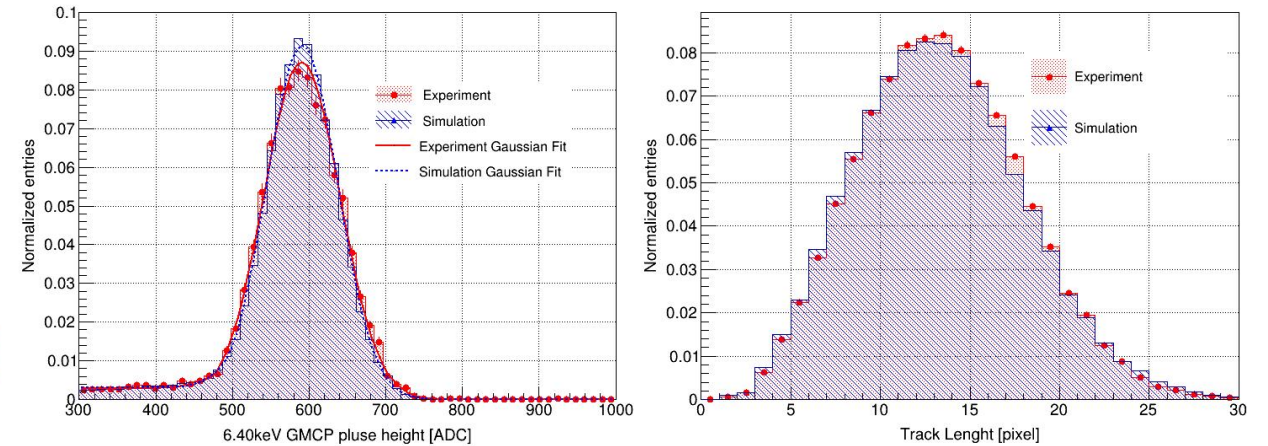 0.1
0.09
0.08
0.07
0.06
0.05
0.04
0.03
0.02
0.01
0
Normalized entries
Experiment
Simulation
Experiment Gaussian Fit
Simulation Gaussian Fit
300 400 500 600 700 800 900 1000
6.40keV GMCP pluse height [ADC]
0.08
0.07
0.06
0.05
0.04
0.03
0.02
0.01
0
Normalized entries
Experiment
Simulation
0 5 10 15 20 25 30
Track Lenght [pixel]